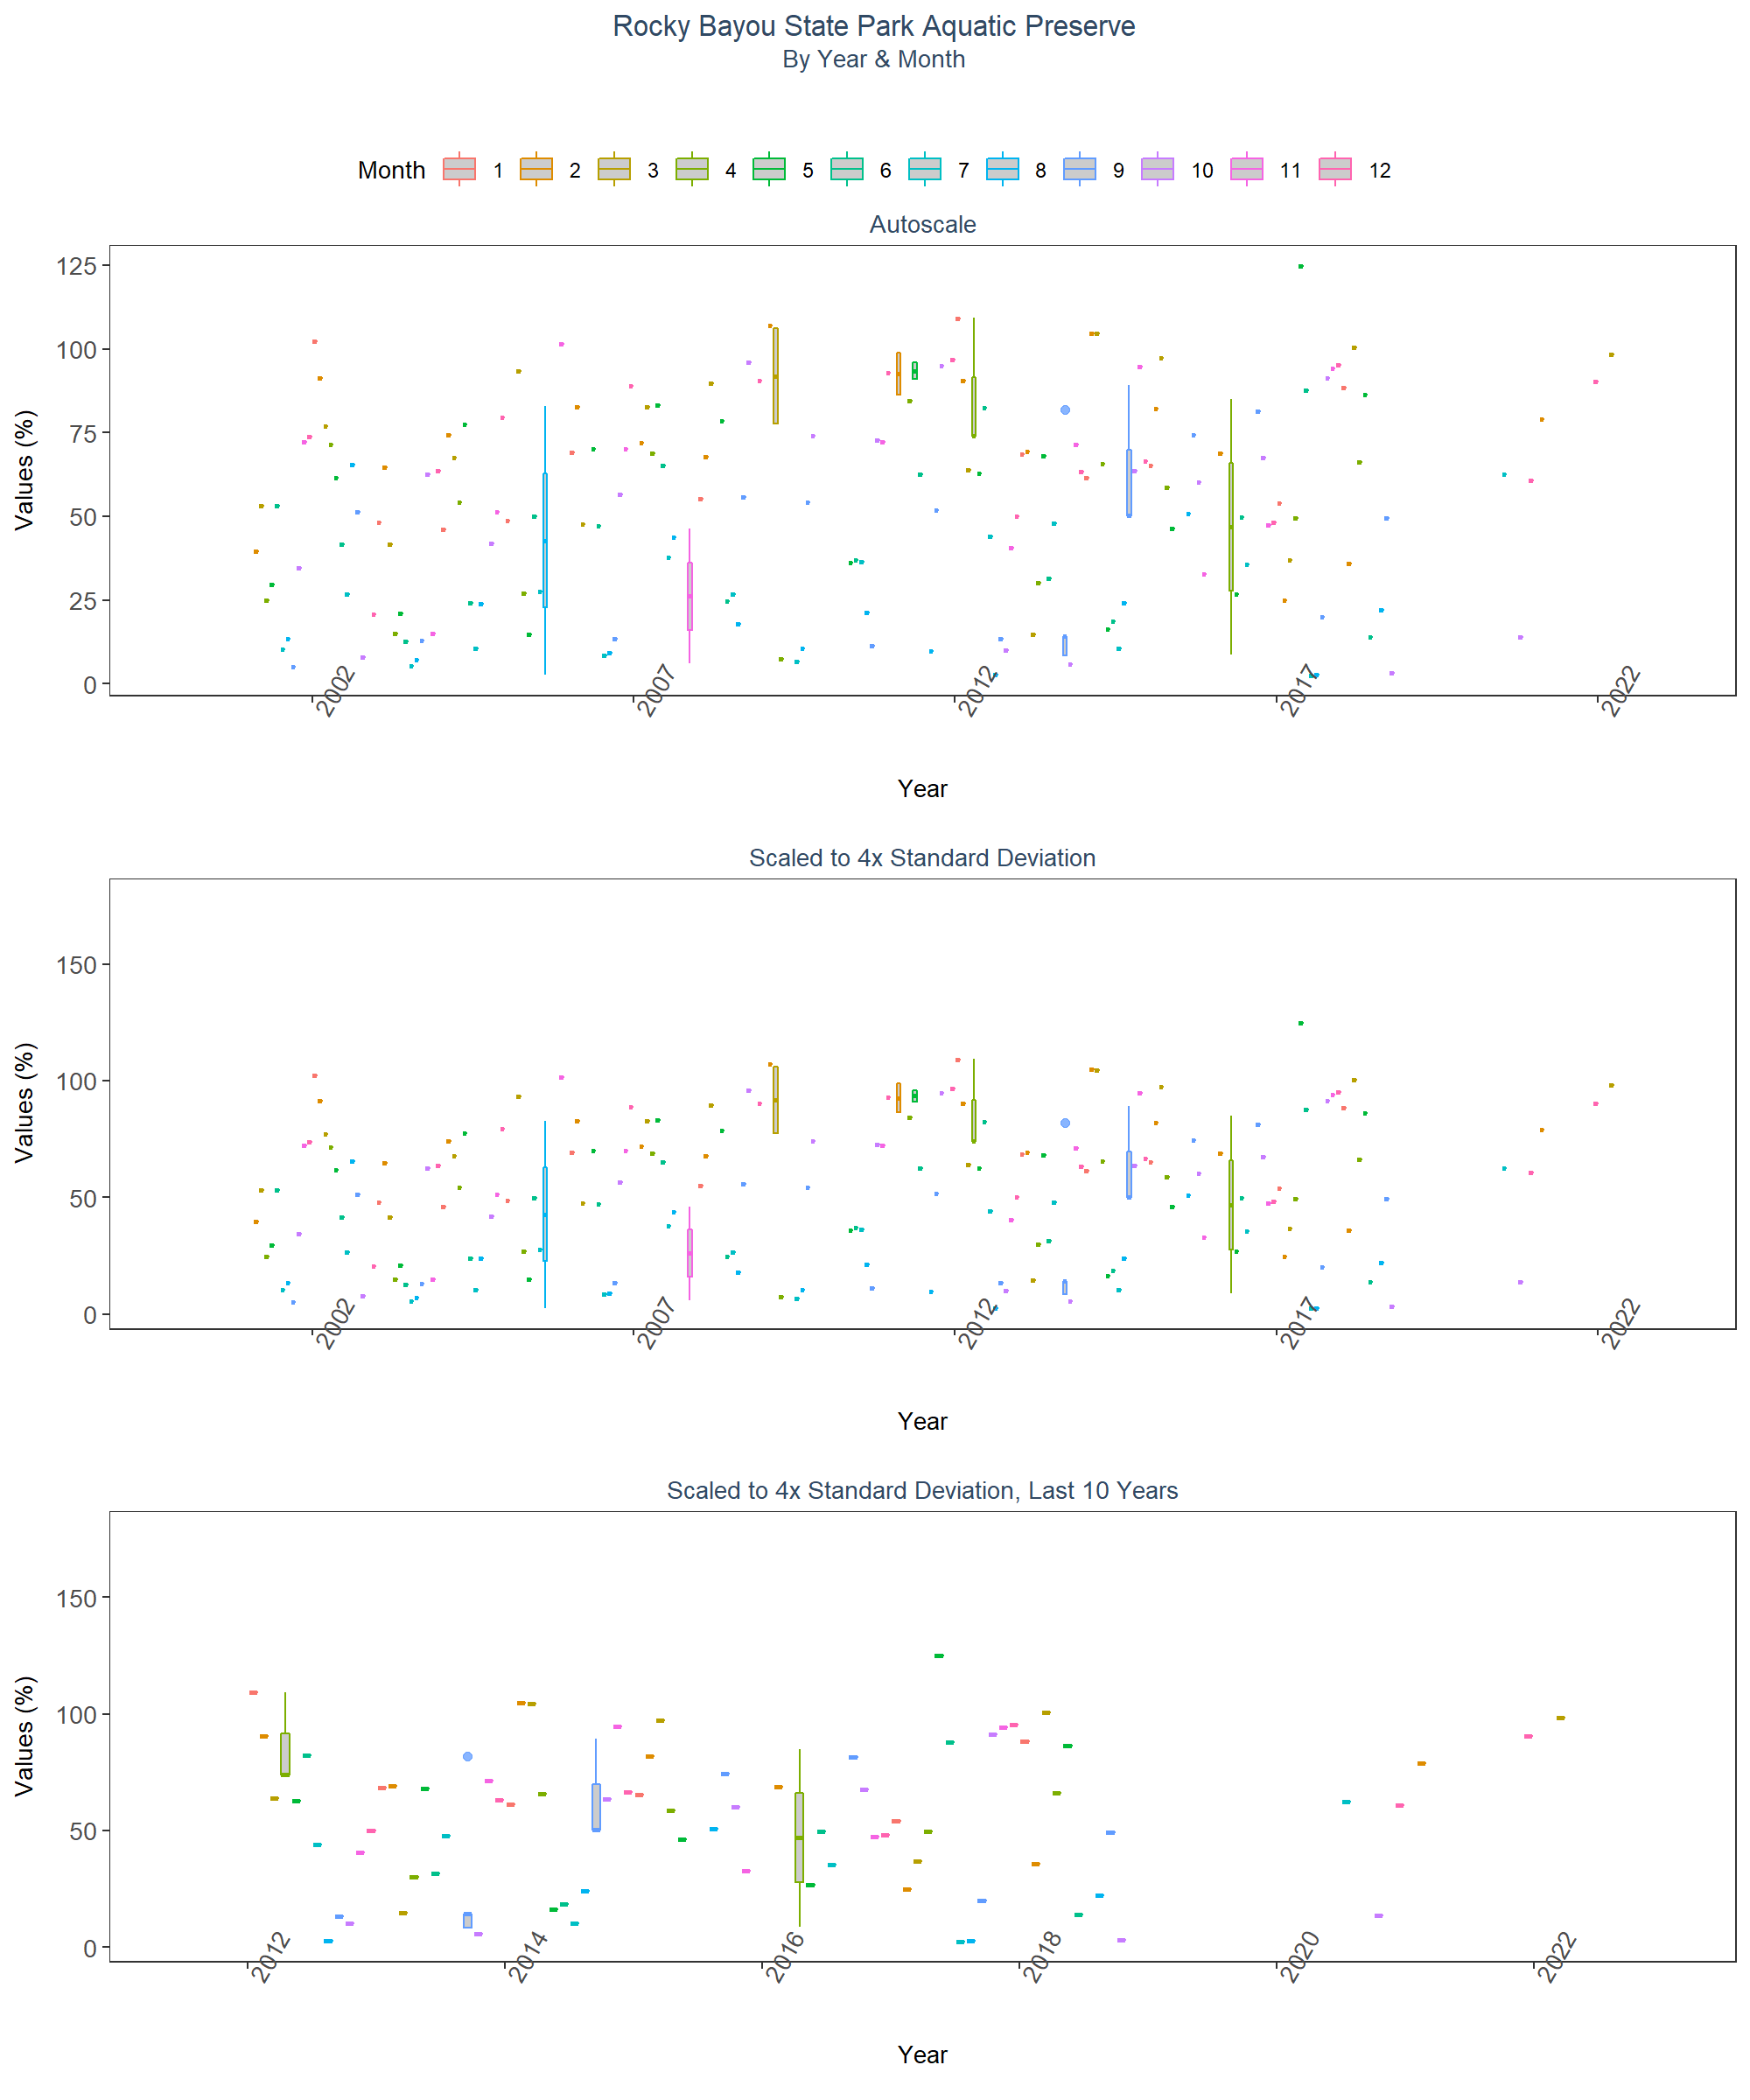 Rocky Bayou State Park Aquatic Preserve
By Year & Month
Month 1 2 3 4 5 6 7 8 9 10 11 12
Autoscale
Values (%)
125
100
75
50
25
0
2002 2007 2012 2017 2022
Year
Scaled to 4x Standard Deviation
Values (%)
150
100
50
0
2002 2007 2012 2017 2022
Year
Scaled to 4x Standard Deviation, Last 10 Years
Values (%)
150
100
50
0
2012 2014 2016 2018 2020 2022
Year